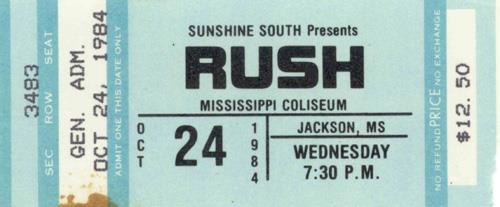 3483
SEC ROW SEAT
GEN. ADM.
OCT 24, 1984
ADMIT ONE THIS DATE ONLY
SUNSHINE SOUTH Presents
RUSH
MISSISSIPPI COLISEUM
OCT
24
1984
JACKSON, MS
WEDNESDAY
7:30 P.M.
NO REFUND PRICE NO EXCHANGE
$12.50